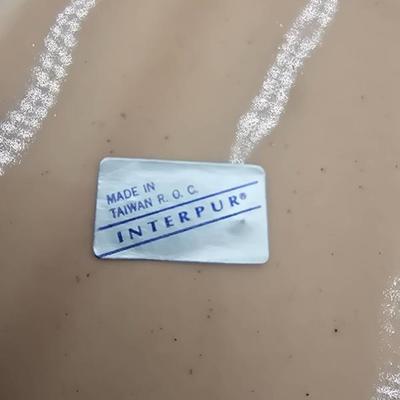 MADE IN
TAIWAN R. O. C.
INTERPUR®